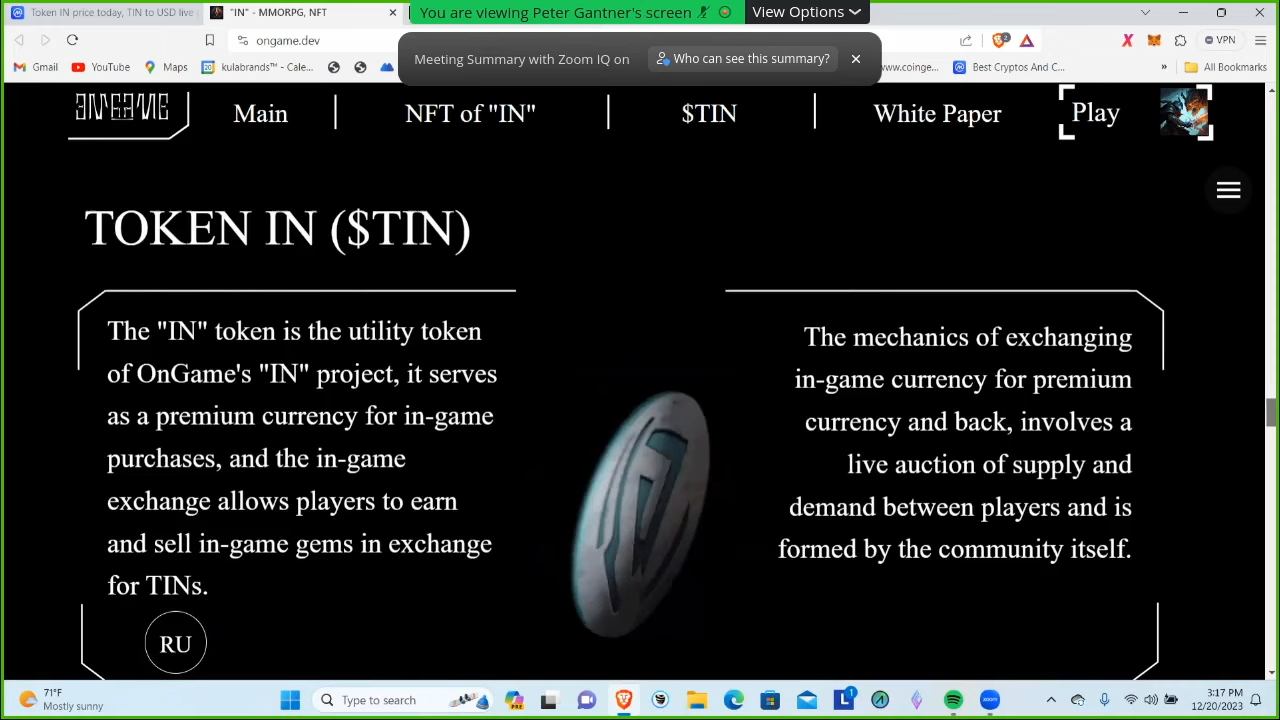 Token IN price today, TIN to USD live
"IN" - MMORPG, NFT
You are viewing Peter Gantner's screen
View Options
ongame.dev
Meeting Summary with Zoom IQ on
Who can see this summary?
VPN
Gmail
YouTube
Maps
kulabrands™ - Cale...
www.coinge...
Best Cryptos And C...
All Bookmarks
ONGAME
Main
NFT of "IN"
$TIN
White Paper
Play
TOKEN IN ($TIN)
The "IN" token is the utility token
of OnGame's "IN" project, it serves
as a premium currency for in-game
purchases, and the in-game
exchange allows players to earn
and sell in-game gems in exchange
for TINs.
The mechanics of exchanging
in-game currency for premium
currency and back, involves a
live auction of supply and
demand between players and is
formed by the community itself.
RU
71°F
Mostly sunny
Type to search
3:17 PM
12/20/2023